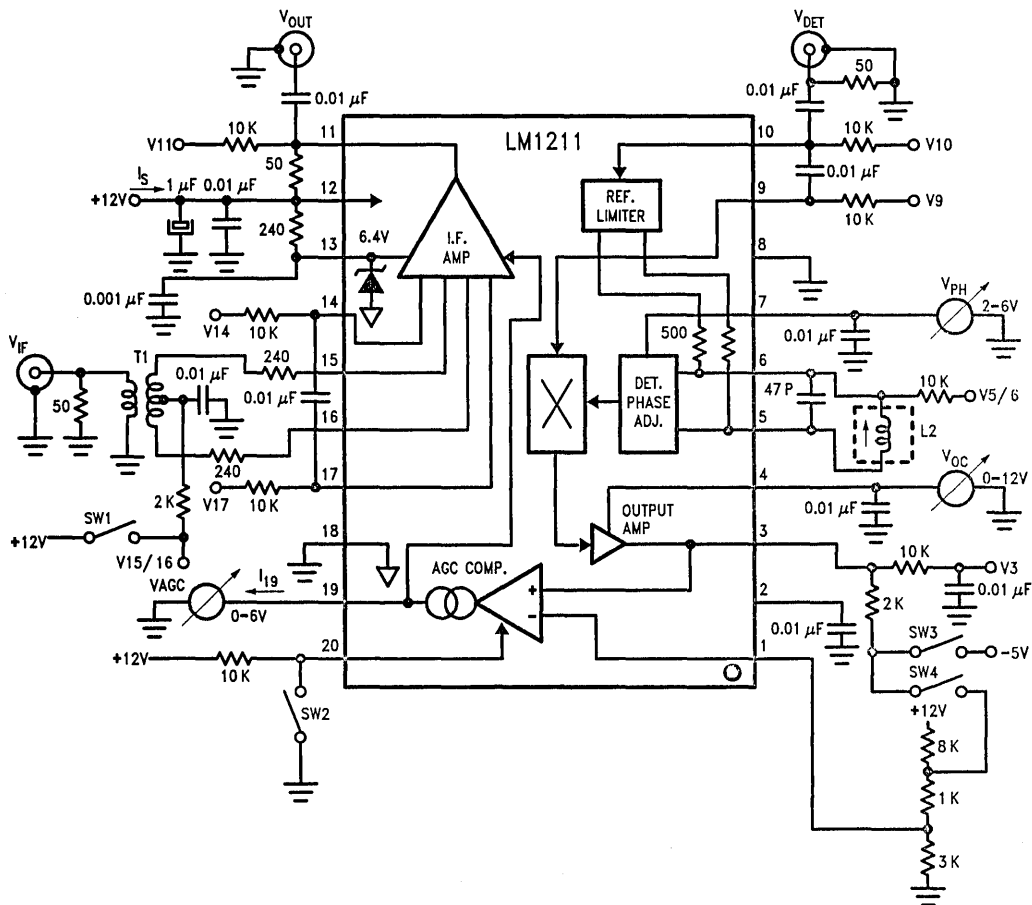 VOUT
VDET
50
0.01 µF
0.01 µF
11
LM1211
10
10 K
V11
10 K
V10
50
0.01 µF
IS
+12V
1 µF
0.01 µF
12
REF.
LIMITER
9
10 K
V9
240
13
6.4V
I.F.
AMP
8
0.001 µF
14
V14
10 K
7
VPH
2-6V
0.01 µF
500
VIF
T1
240
15
6
0.01 µF
0.01 µF
DET.
PHASE
ADJ.
47 P
10 K
V5/6
50
16
5
L2
240
17
4
VOC
0-12V
V17
10 K
2 K
OUTPUT
AMP
0.01 µF
SW1
+12V
18
3
10 K
V3
V15/16
AGC COMP.
+
−
VAGC
I19
0-6V
19
2
2 K
0.01 µF
0.01 µF
SW3
-5V
+12V
10 K
20
1
SW4
SW2
+12V
8 K
1 K
3 K